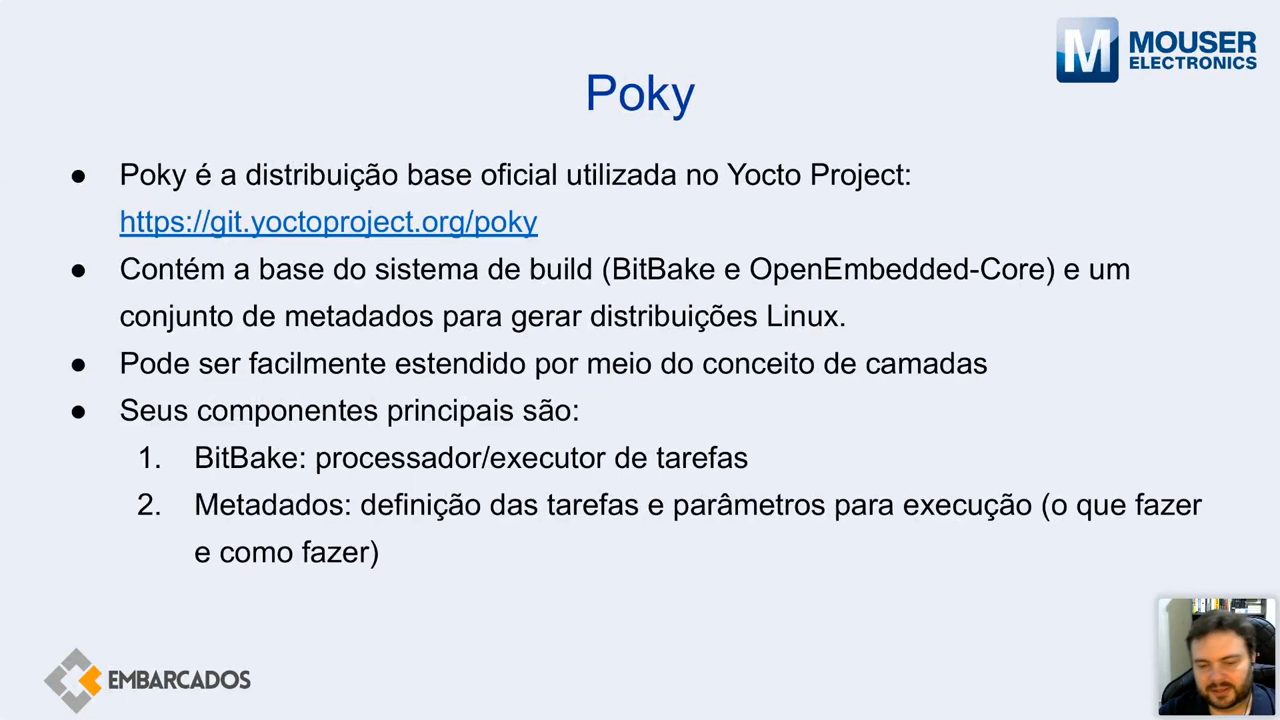 M MOUSER
ELECTRONICS
Poky
● Poky é a distribuição base oficial utilizada no Yocto Project:
https://git.yoctoproject.org/poky
● Contém a base do sistema de build (BitBake e OpenEmbedded-Core) e um
conjunto de metadados para gerar distribuições Linux.
● Pode ser facilmente estendido por meio do conceito de camadas
● Seus componentes principais são:
1. BitBake: processador/executor de tarefas
2. Metadados: definição das tarefas e parâmetros para execução (o que fazer
e como fazer)
EMBARCADOS